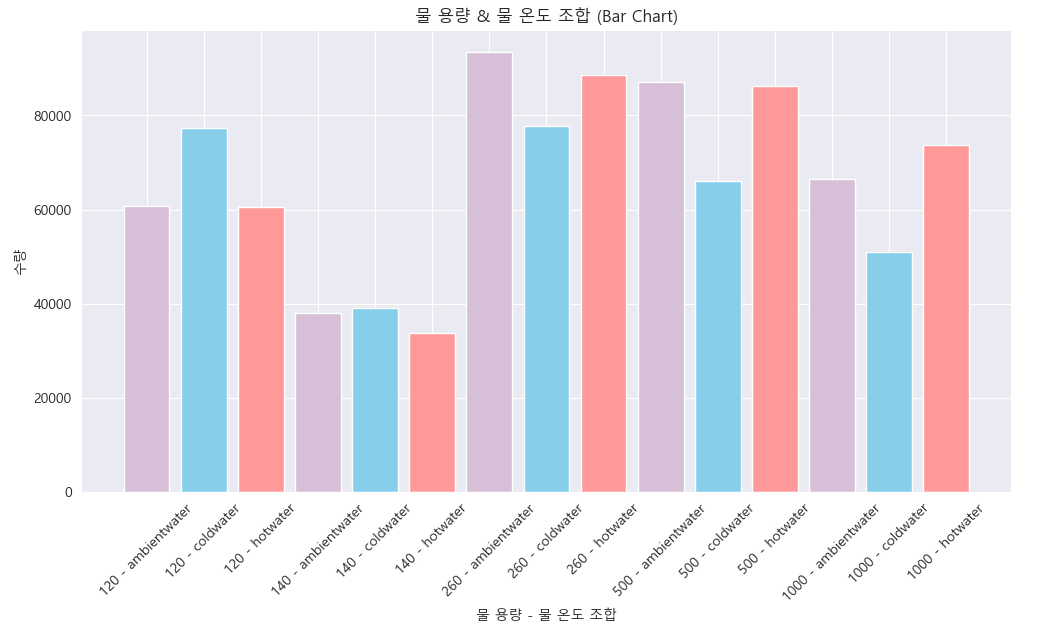 물 용량 & 물 온도 조합 (Bar Chart)
수량
80000
60000
40000
20000
0
120 - ambientwater
120 - coldwater
120 - hotwater
140 - ambientwater
140 - coldwater
140 - hotwater
260 - ambientwater
260 - coldwater
260 - hotwater
500 - ambientwater
500 - coldwater
500 - hotwater
1000 - ambientwater
1000 - coldwater
1000 - hotwater
물 용량 - 물 온도 조합